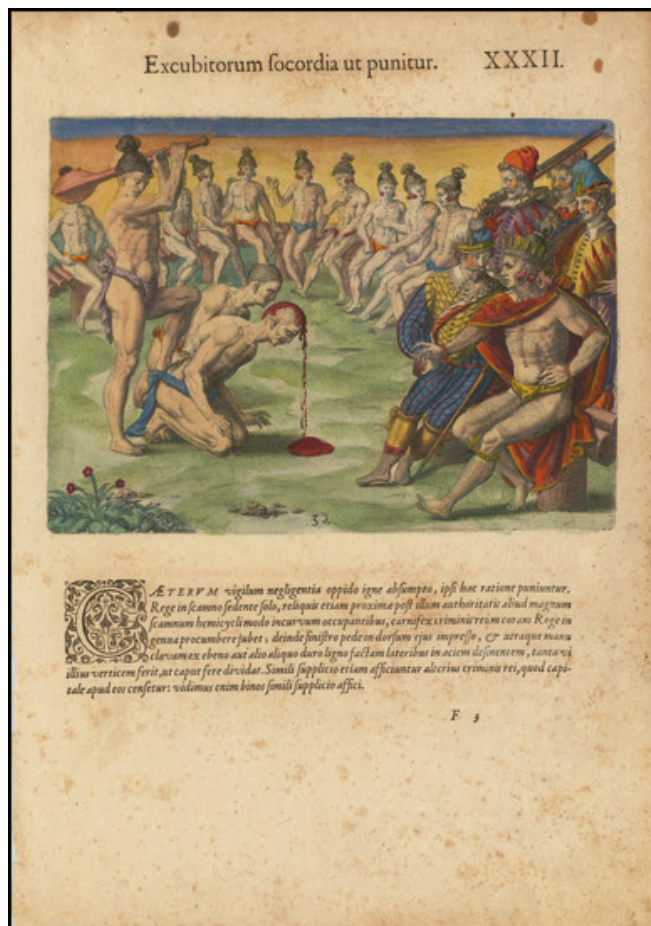 Excubitorum socordia ut punitur. XXXII.
32
CÆTERVM vigilum negligentia oppido igne absumpto, ipsi hac ratione puniuntur.
Rege in scamno sedente solo, reliquis etiam proximæ post illum authoritatis aliud magnum
scamnum hemicycli modo incurvum occupantibus, carnifex criminis reum coram Rege in
genua procumbere jubet: deinde sinistro pede in dorsum ejus impresso, & utraque manu
clavam ex ebeno aut alio aliquo duro ligno factam lateribus in aciem desinentem, tanta vi
illius verticem ferit, ut caput fere dividat. Simili supplicio etiam afficiuntur alterius criminis rei, quod capi-
tale apud eos censetur: vidimus enim binos simili supplicio affici.
F 3